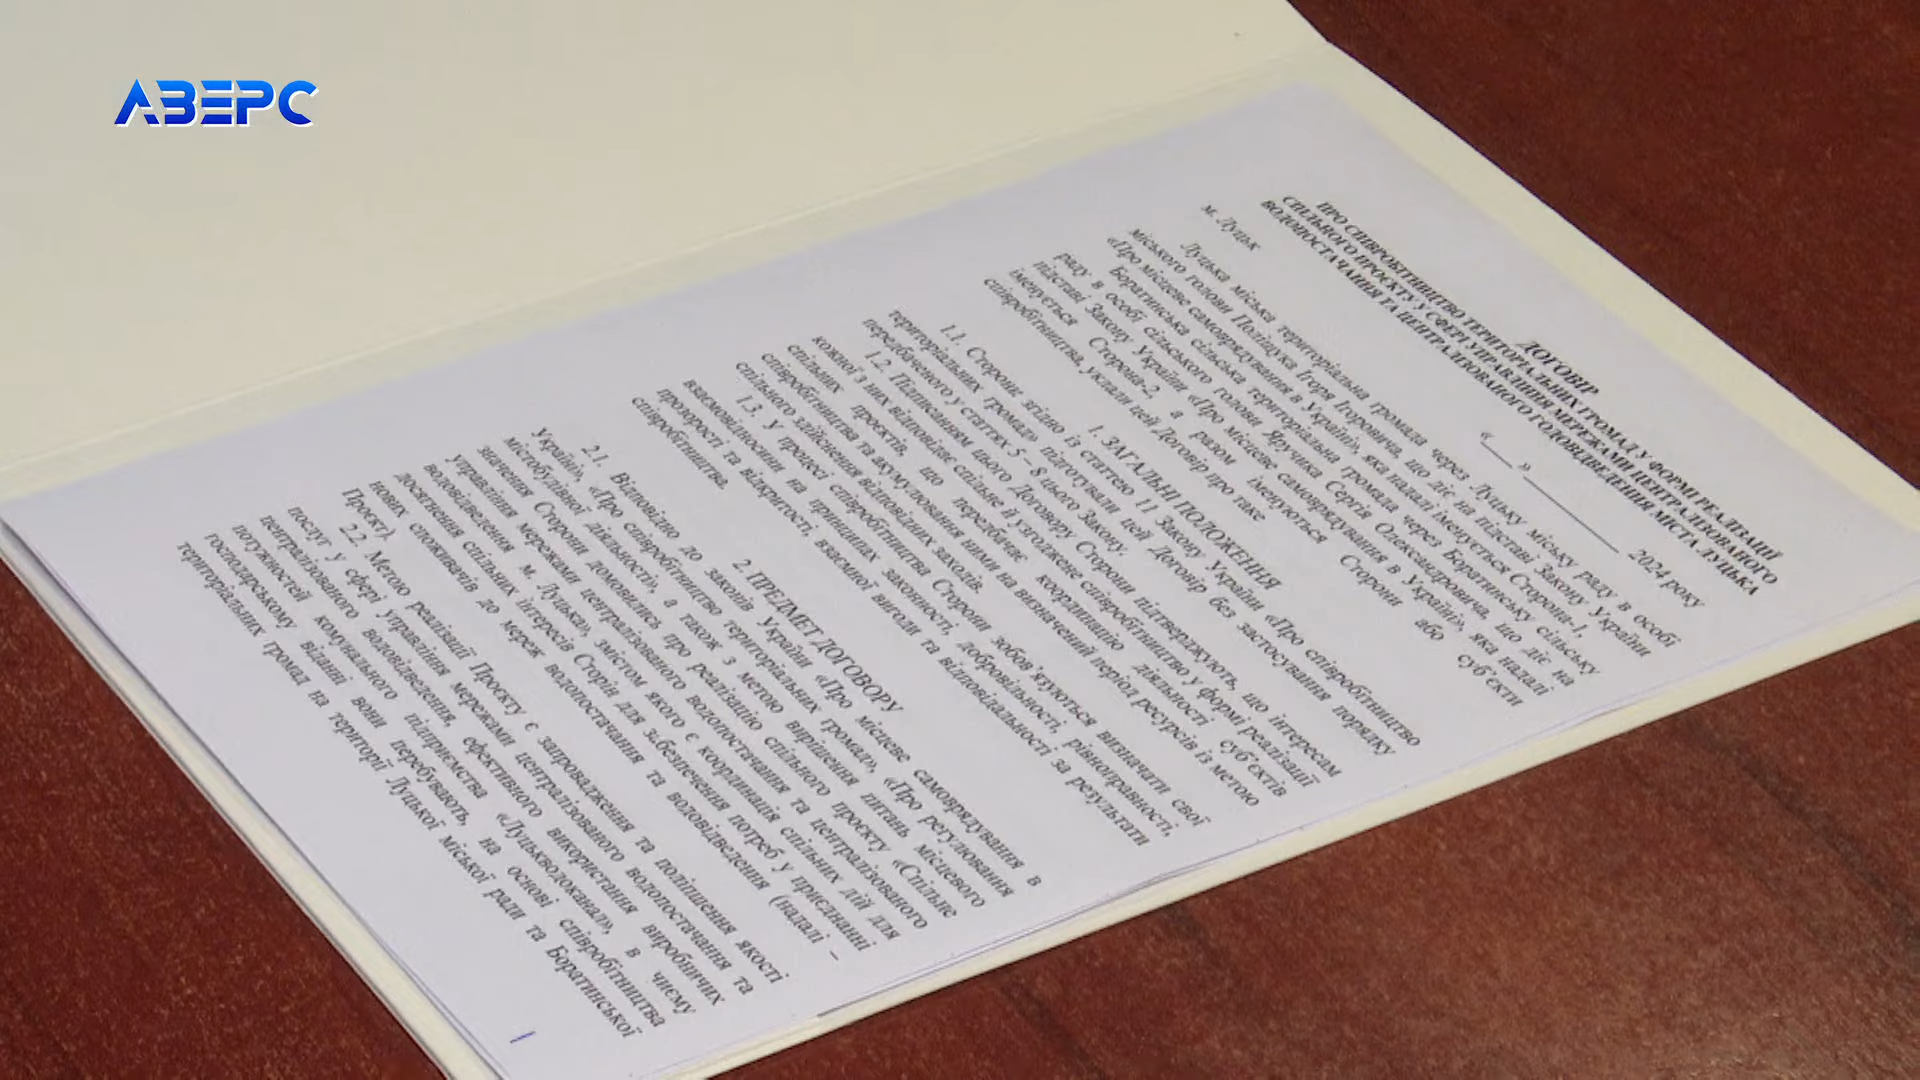 АВЕРС
ДОГОВІР
ПРО СПІВРОБІТНИЦТВО ТЕРИТОРІАЛЬНИХ ГРОМАД У ФОРМІ РЕАЛІЗАЦІЇ
СПІЛЬНОГО ПРОЄКТУ У СФЕРІ УПРАВЛІННЯ МЕРЕЖАМИ ЦЕНТРАЛІЗОВАНОГО
ВОДОПОСТАЧАННЯ ТА ЦЕНТРАЛІЗОВАНОГО ВОДОВІДВЕДЕННЯ МІСТА ЛУЦЬКА
м. Луцьк «___» __________ 2024 року
Луцька міська територіальна громада через Луцьку міську раду в особі
міського голови Поліщука Ігоря Ігоровича, що діє на підставі Закону України
«Про місцеве самоврядування в Україні», яка надалі іменується Сторона-1,
Боратинська сільська територіальна громада через Боратинську сільську
раду в особі сільського голови Яручика Сергія Олександровича, що діє на
підставі Закону України «Про місцеве самоврядування в Україні», яка надалі
іменується Сторона-2, а разом іменуються Сторони або суб'єкти
співробітництва, уклали цей Договір про таке
1. ЗАГАЛЬНІ ПОЛОЖЕННЯ
1.1. Сторони: згідно із статтею 11 Закону України «Про співробітництво
територіальних громад» підготували цей Договір без застосування порядку
передбаченого у статтях 5 – 8 цього Закону.
1.2. Підписанням цього Договору Сторони підтверджують, що інтересам
кожної з них відповідає спільне й узгоджене співробітництво у формі реалізації
спільних проєктів, що передбачає координацію діяльності суб'єктів
співробітництва та акумулювання ними на визначений період ресурсів із метою
спільного здійснення відповідних заходів.
1.3. У процесі співробітництва Сторони зобов'язуються визначати свої
взаємовідносини на принципах законності, добровільності, рівноправності,
прозорості та відкритості, взаємної вигоди та відповідальності за результати
співробітництва.
2. ПРЕДМЕТ ДОГОВОРУ
2.1. Відповідно до законів України «Про місцеве самоврядування в
Україні», «Про співробітництво територіальних громад», «Про регулювання
містобудівної діяльності», а також з метою вирішення питань місцевого
значення Сторони домовились про реалізацію спільного проєкту «Спільне
управління мережами централізованого водопостачання та централізованого
водовідведення м. Луцька», змістом якого є координація спільних дій для
досягнення спільних інтересів Сторін для забезпечення потреб у приєднанні
нових споживачів до мереж водопостачання та водовідведення (надалі –
Проєкт).
2.2. Метою реалізації Проєкту є запровадження та поліпшення якості
послуг у сфері управління мережами централізованого водопостачання та
централізованого водовідведення, ефективного використання виробничих
потужностей комунального підприємства «Луцькводоканал», в чиєму
господарському віданні вони перебувають, на основі співробітництва
територіальних громад на території Луцької міської ради та Боратинської